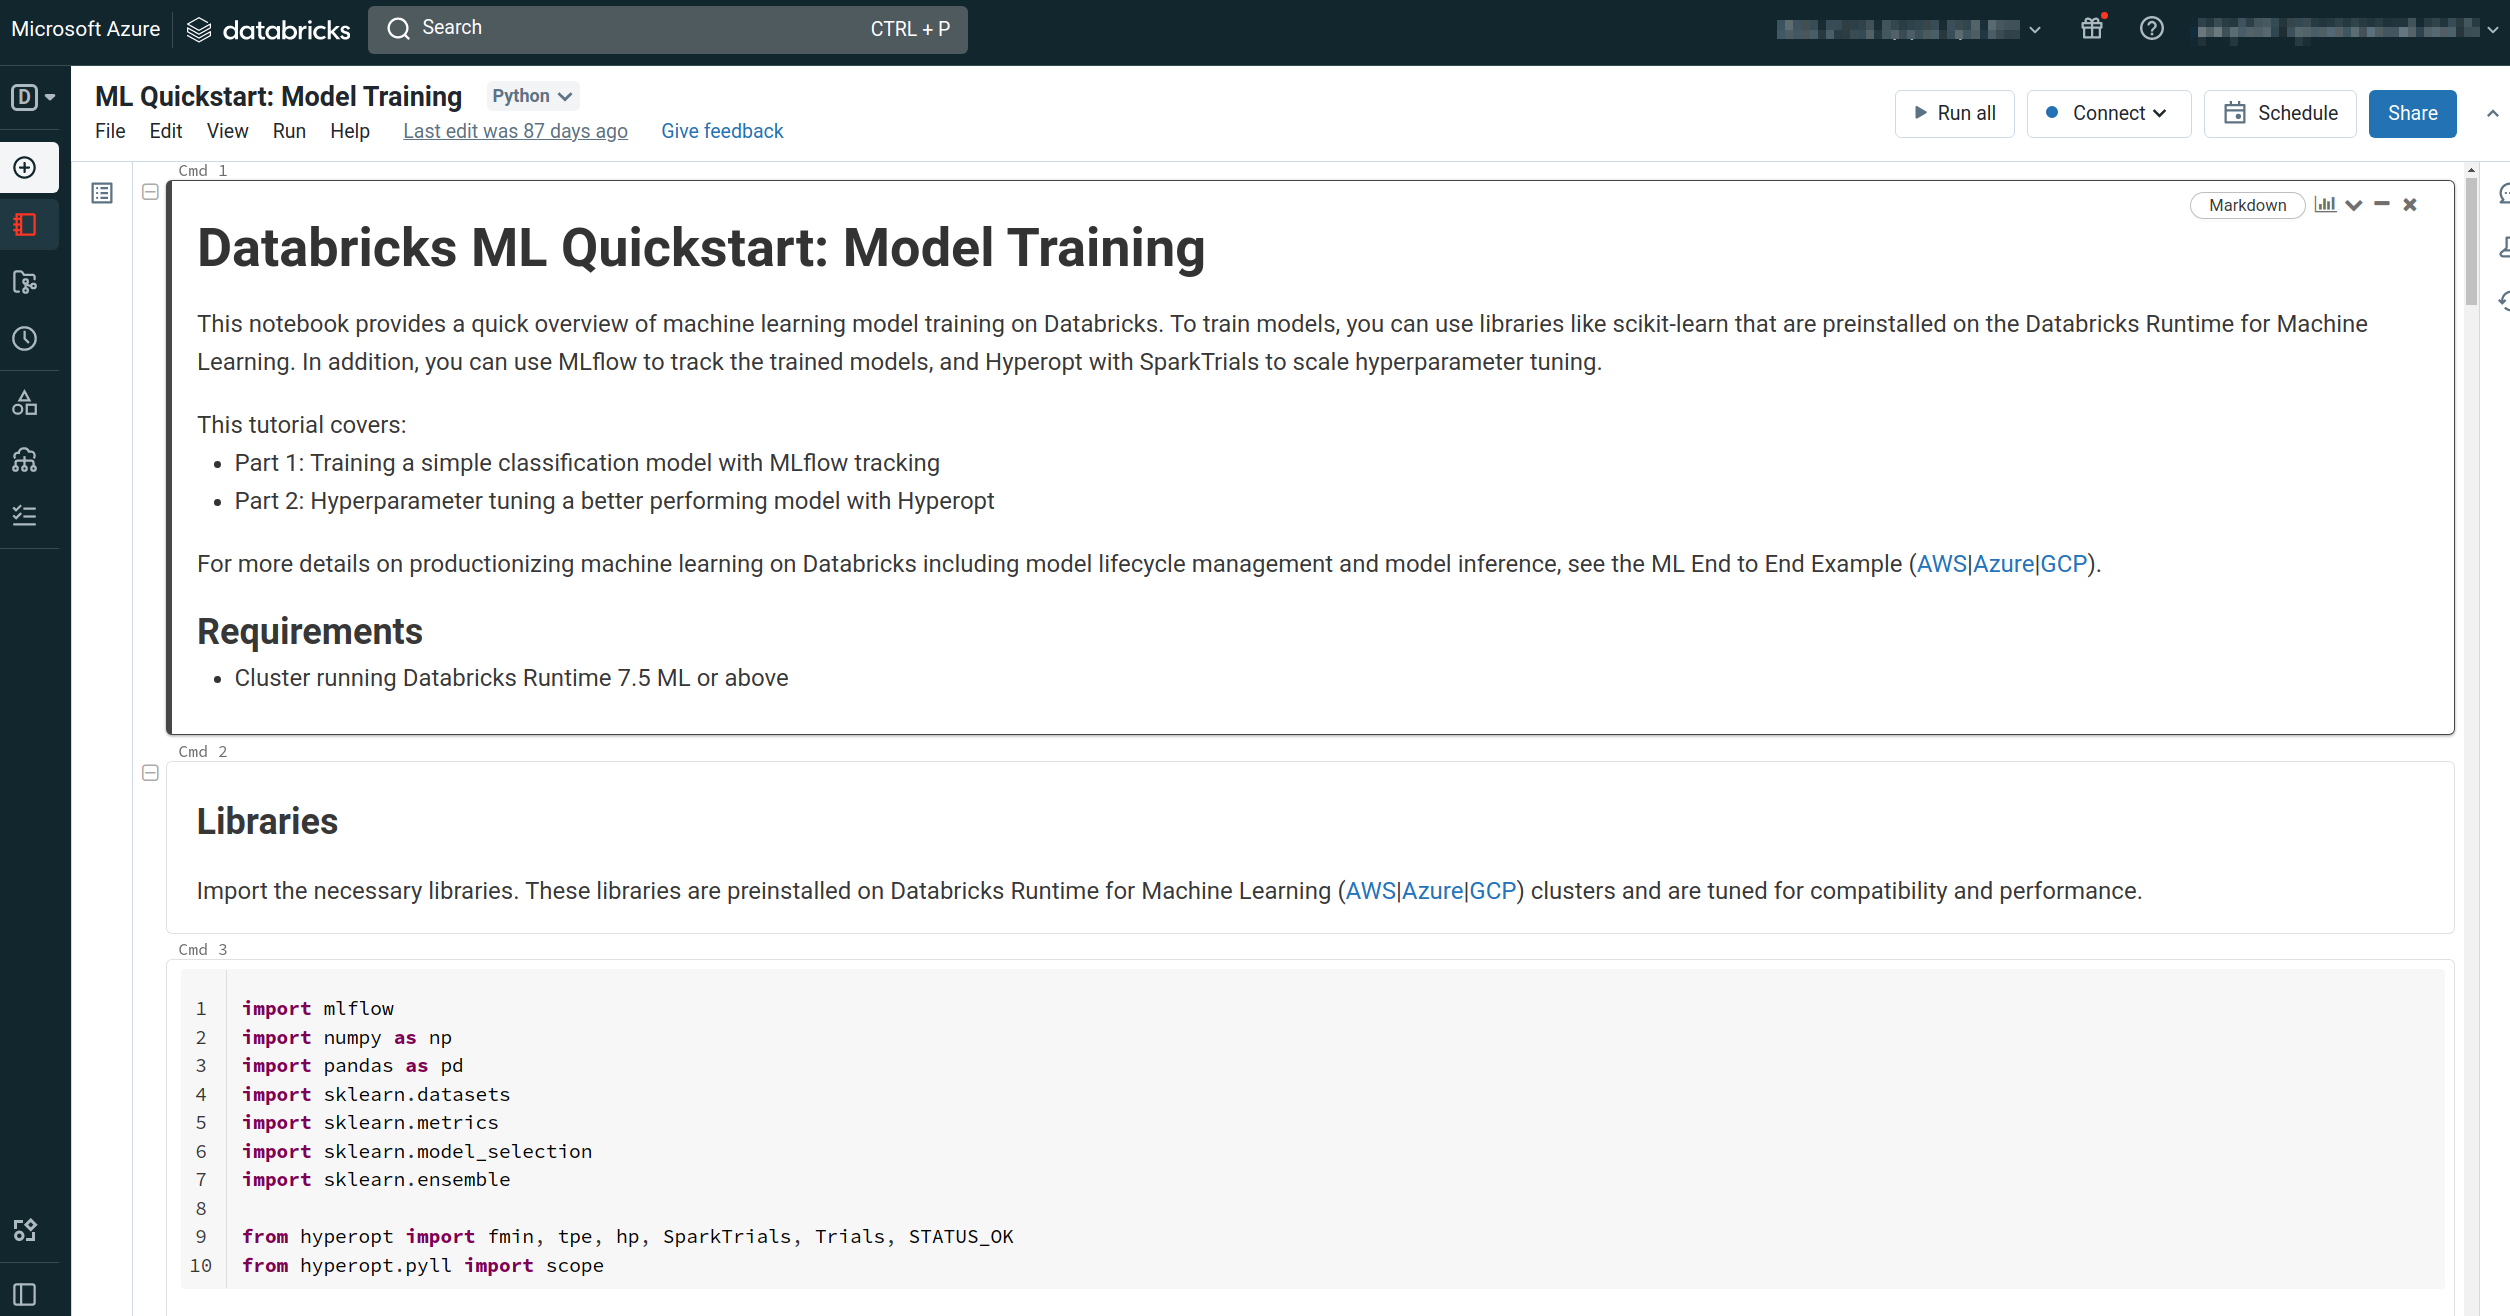 Microsoft Azure databricks Search CTRL + P
D
ML Quickstart: Model Training Python
File Edit View Run Help Last edit was 87 days ago Give feedback
Run all Connect Schedule Share
Cmd 1
Markdown
Databricks ML Quickstart: Model Training
This notebook provides a quick overview of machine learning model training on Databricks. To train models, you can use libraries like scikit-learn that are preinstalled on the Databricks Runtime for Machine
Learning. In addition, you can use MLflow to track the trained models, and Hyperopt with SparkTrials to scale hyperparameter tuning.
This tutorial covers:
• Part 1: Training a simple classification model with MLflow tracking
• Part 2: Hyperparameter tuning a better performing model with Hyperopt
For more details on productionizing machine learning on Databricks including model lifecycle management and model inference, see the ML End to End Example (AWS|Azure|GCP).
Requirements
• Cluster running Databricks Runtime 7.5 ML or above
Cmd 2
Libraries
Import the necessary libraries. These libraries are preinstalled on Databricks Runtime for Machine Learning (AWS|Azure|GCP) clusters and are tuned for compatibility and performance.
Cmd 3
1 import mlflow
2 import numpy as np
3 import pandas as pd
4 import sklearn.datasets
5 import sklearn.metrics
6 import sklearn.model_selection
7 import sklearn.ensemble
8
9 from hyperopt import fmin, tpe, hp, SparkTrials, Trials, STATUS_OK
10 from hyperopt.pyll import scope